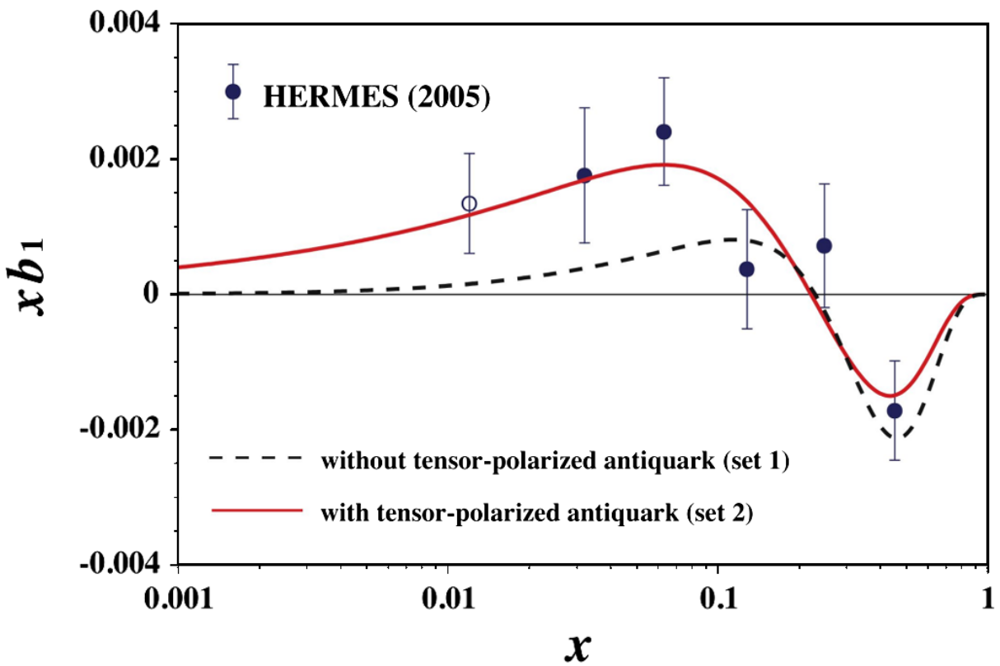 0.004
HERMES (2005)
0.002
0
-0.002
without tensor-polarized antiquark (set 1)
with tensor-polarized antiquark (set 2)
-0.004
0.001 0.01 0.1 1
x b1
x